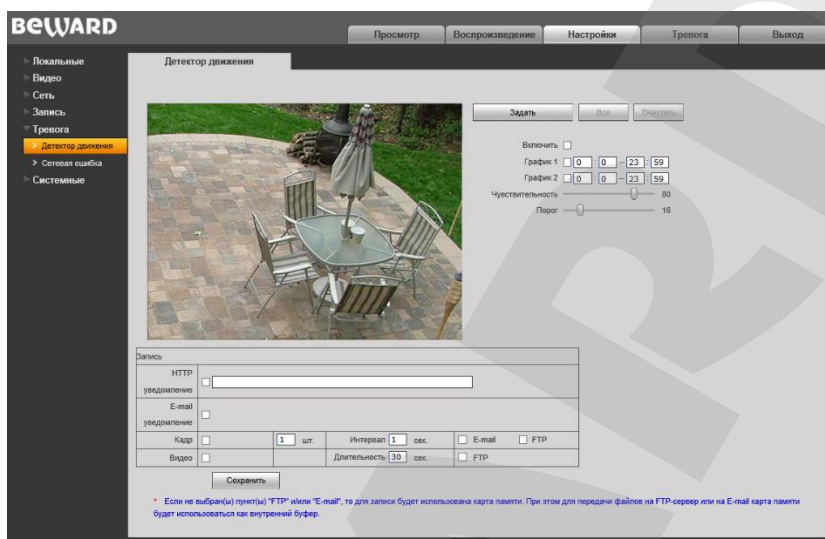 BEWARD
Просмотр Воспроизведение Настройки Тревога Выход
Локальные
Видео
Сеть
Запись
Тревога
Детектор движения
Сетевая ошибка
Системные
Детектор движения
Задать Все Очистить
Включить
График 1 0 : 0 – 23 : 59
График 2 0 : 0 – 23 : 59
Чувствительность 80
Порог 16
Запись
HTTP
уведомление
E-mail
уведомление
Кадр 1 шт. Интервал 1 сек. E-mail FTP
Видео Длительность 30 сек. FTP
Сохранить
* Если не выбран(ы) пункт(ы) "FTP" и/или "E-mail", то для записи будет использована карта памяти. При этом для передачи файлов на FTP-сервер или на E-mail карта памяти
будет использоваться как внутренний буфер.